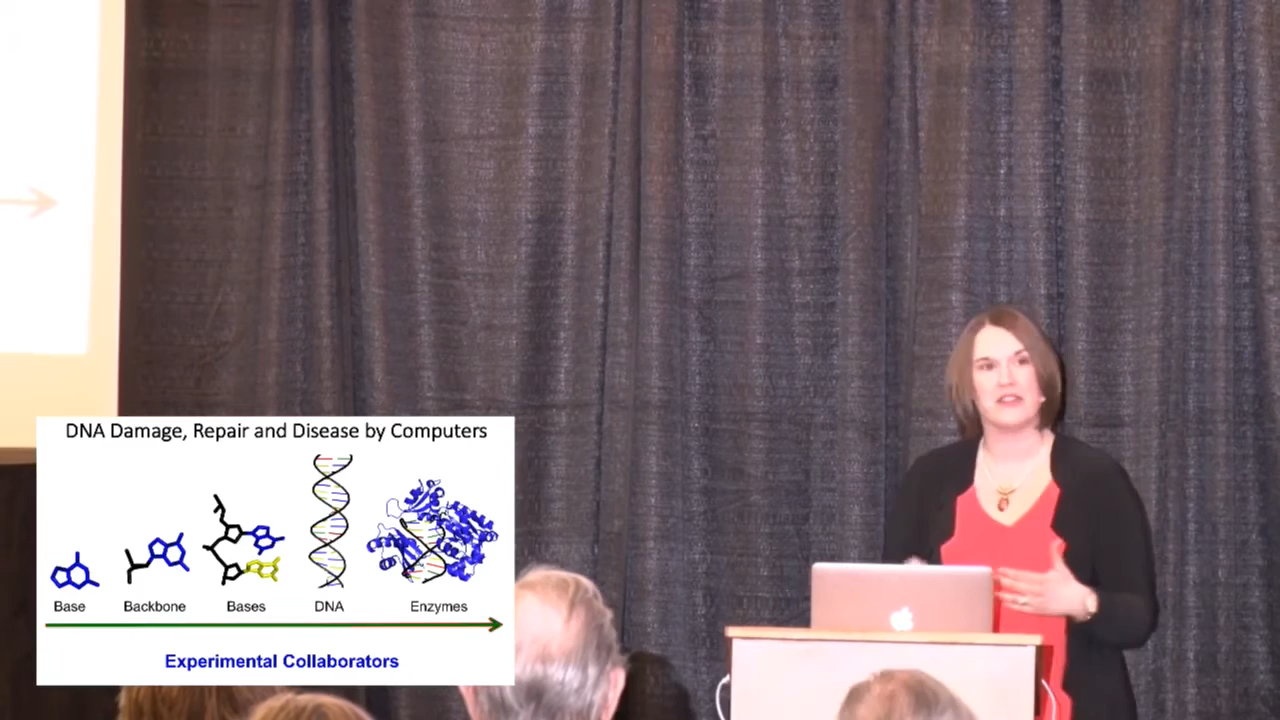 DNA Damage, Repair and Disease by Computers
Base Backbone Bases DNA Enzymes
Experimental Collaborators